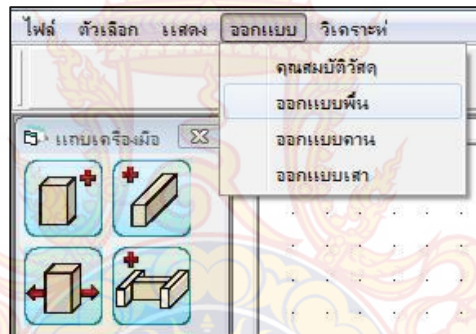 ไฟล์ ตัวเลือก แสดง ออกแบบ วิเคราะห์
คุณสมบัติวัสดุ
ออกแบบพื้น
แถบเครื่องมือ
ออกแบบคาน
ออกแบบเสา